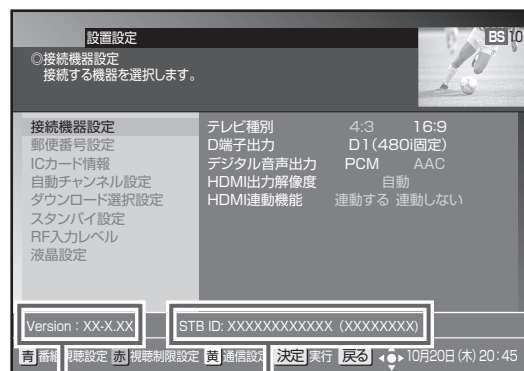 設置設定
BS 10
◎接続機器設定
接続する機器を選択します。
接続機器設定 テレビ種別 4:3 16:9
郵便番号設定 D端子出力 D1(480i固定)
ICカード情報 デジタル音声出力 PCM AAC
自動チャンネル設定 HDMI出力解像度 自動
ダウンロード選択設定 HDMI連動機能 連動する 連動しない
スタンバイ設定
RF入力レベル
液晶設定
Version : XX-X.XX STB ID: XXXXXXXXXXXX (XXXXXXXX)
青 番組視聴設定 赤 視聴制限設定 黄 通信設定 決定 実行 戻る 10月20日(木) 20:45